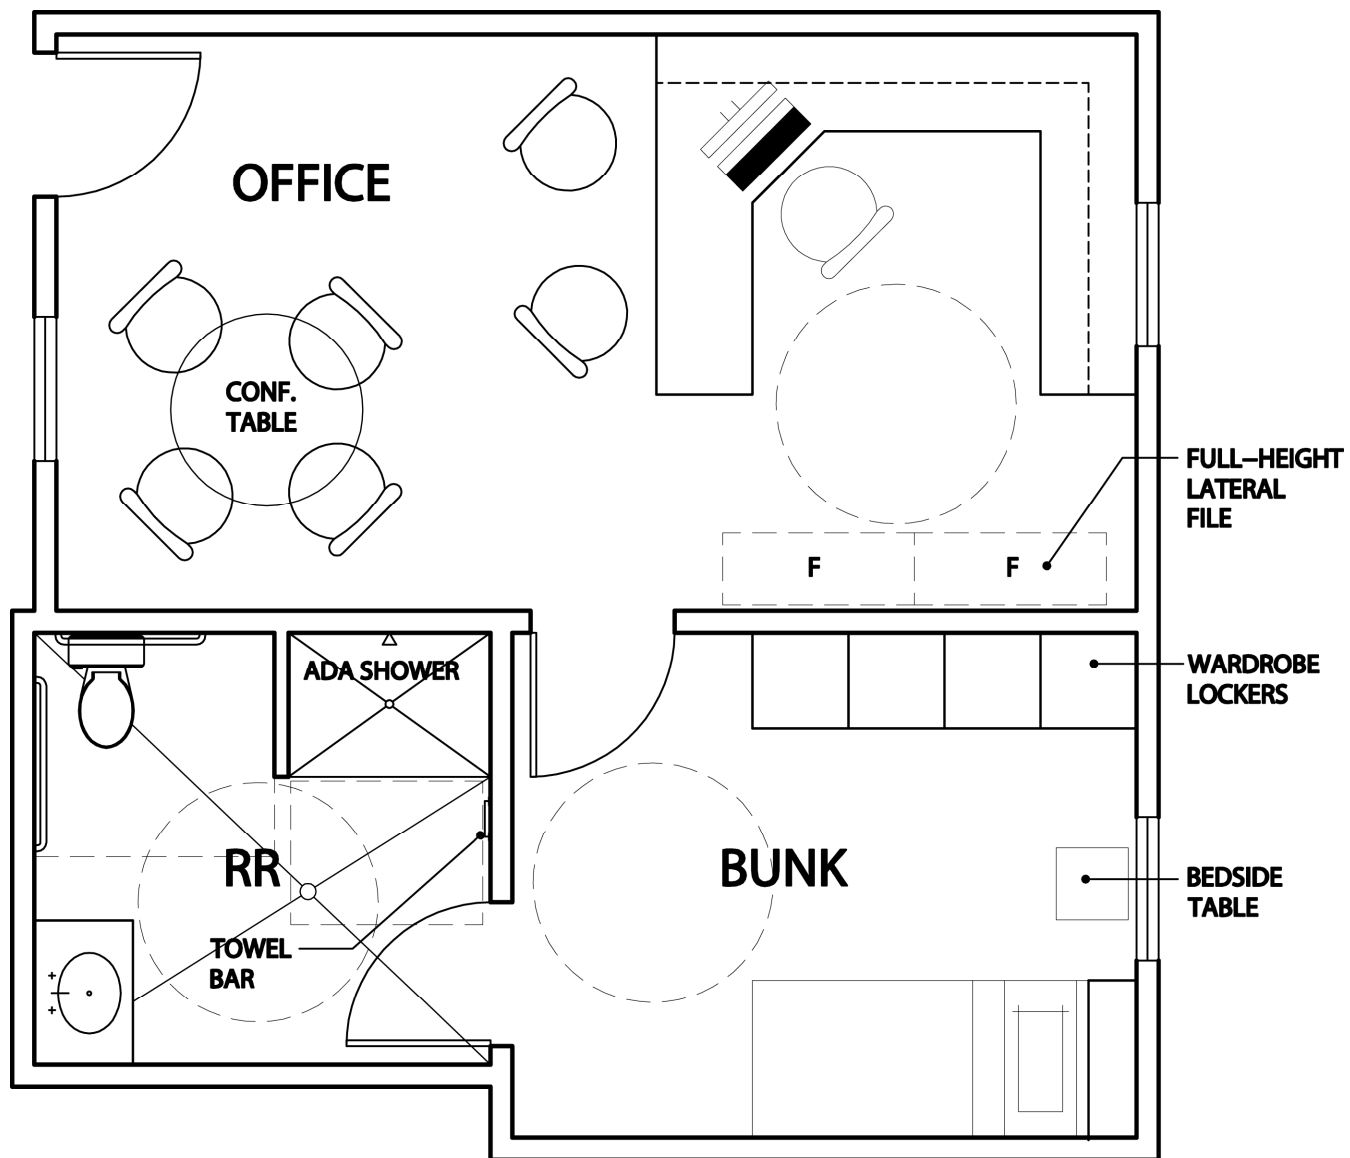 OFFICE
CONF.
TABLE
FULL–HEIGHT
LATERAL
FILE
F
F
ADA SHOWER
WARDROBE
LOCKERS
RR
BUNK
BEDSIDE
TABLE
TOWEL
BAR